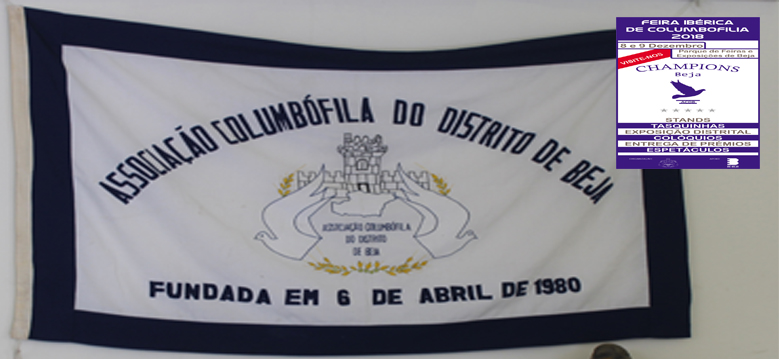 ASSOCIAÇÃO COLUMBÓFILA DO DISTRITO DE BEJA
ASSOCIAÇÃO COLUMBÓFILA
DO DISTRITO
DE BEJA
FUNDADA EM 6 DE ABRIL DE 1980
FEIRA IBÉRICA
DE COLUMBOFILIA
2018
8 e 9 Dezembro
Parque de Feiras e
Exposições de Beja
VISITE-NOS
CHAMPIONS
Beja
STANDS
TASQUINHAS
EXPOSIÇÃO DISTRITAL
COLÓQUIOS
ENTREGA DE PRÉMIOS
ESPETÁCULOS